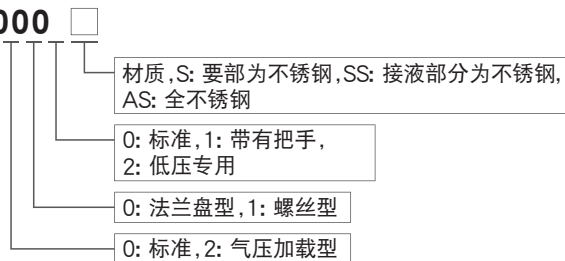 000
材质,S: 要部为不锈钢,SS: 接液部分为不锈钢,
AS: 全不锈钢
0: 标准,1: 带有把手,
2: 低压专用
0: 法兰盘型,1: 螺丝型
0: 标准,2: 气压加载型